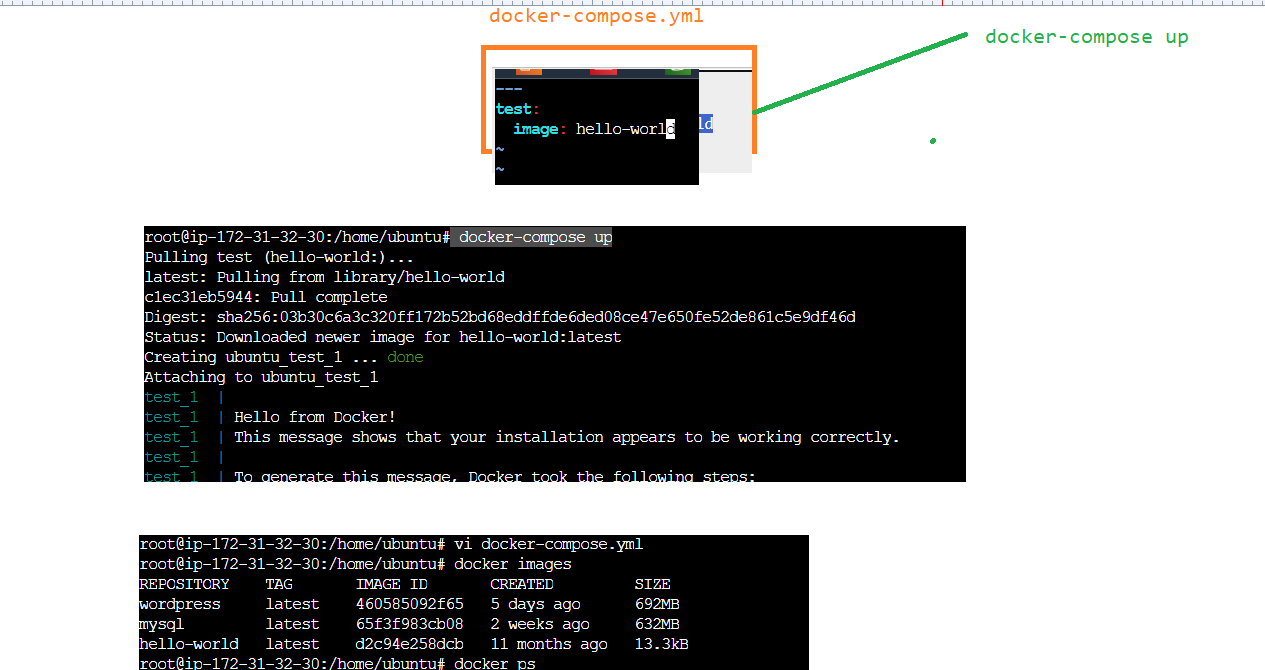 docker-compose.yml
docker-compose up
---
test:
image: hello-world
ld
~
~
root@ip-172-31-32-30:/home/ubuntu# docker-compose up
Pulling test (hello-world:)...
latest: Pulling from library/hello-world
c1ec31eb5944: Pull complete
Digest: sha256:03b30c6a3c320ff172b52bd68eddffde6ded08ce47e650fe52de861c5e9df46d
Status: Downloaded newer image for hello-world:latest
Creating ubuntu_test_1 ... done
Attaching to ubuntu_test_1
test_1 |
test_1 | Hello from Docker!
test_1 | This message shows that your installation appears to be working correctly.
test_1 |
test_1 | To generate this message, Docker took the following steps:
root@ip-172-31-32-30:/home/ubuntu# vi docker-compose.yml
root@ip-172-31-32-30:/home/ubuntu# docker images
REPOSITORY TAG IMAGE ID CREATED SIZE
wordpress latest 460585092f65 5 days ago 692MB
mysql latest 65f3f983cb08 2 weeks ago 632MB
hello-world latest d2c94e258dcb 11 months ago 13.3kB
root@ip-172-31-32-30:/home/ubuntu# docker ps